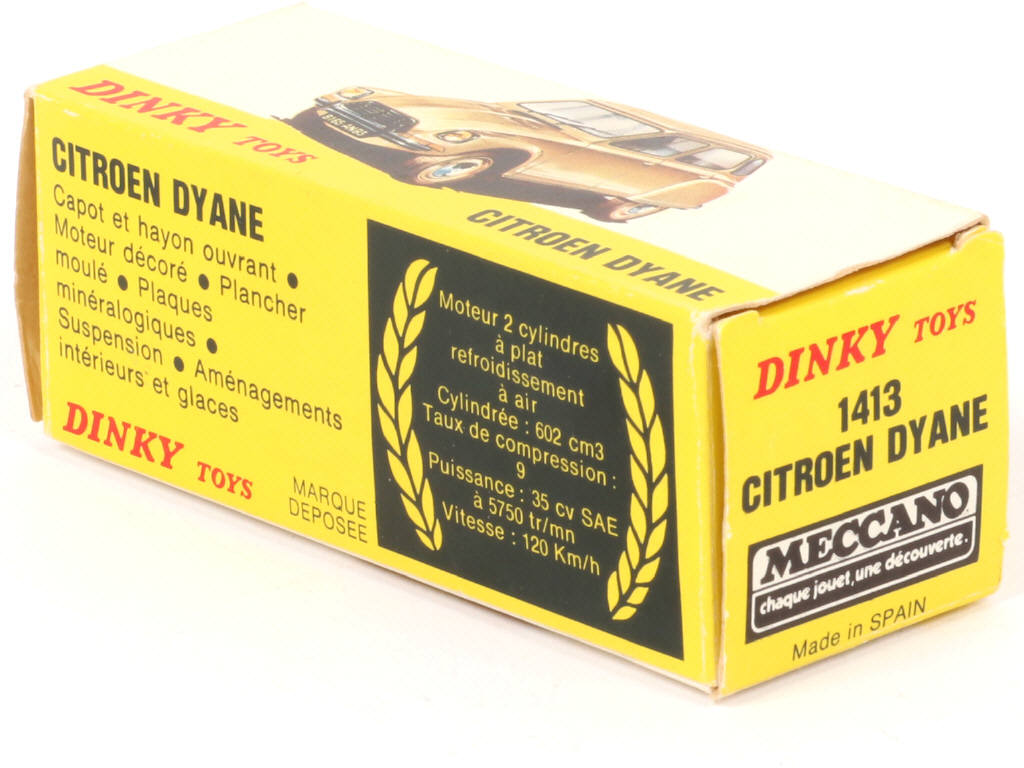 DINKY TOYS
CITROEN DYANE
CITROEN DYANE
Capot et hayon ouvrant •
Moteur décoré • Plancher
moulé • Plaques
minéralogiques •
Suspension • Aménagements
intérieurs et glaces
DINKY TOYS
MARQUE
DEPOSEE
Moteur 2 cylindres
à plat
refroidissement
à air
Cylindrée : 602 cm3
Taux de compression :
9
Puissance : 35 cv SAE
à 5750 tr/mn
Vitesse : 120 Km/h
DINKY TOYS
1413
CITROEN DYANE
MECCANO
chaque jouet, une découverte.
Made in SPAIN